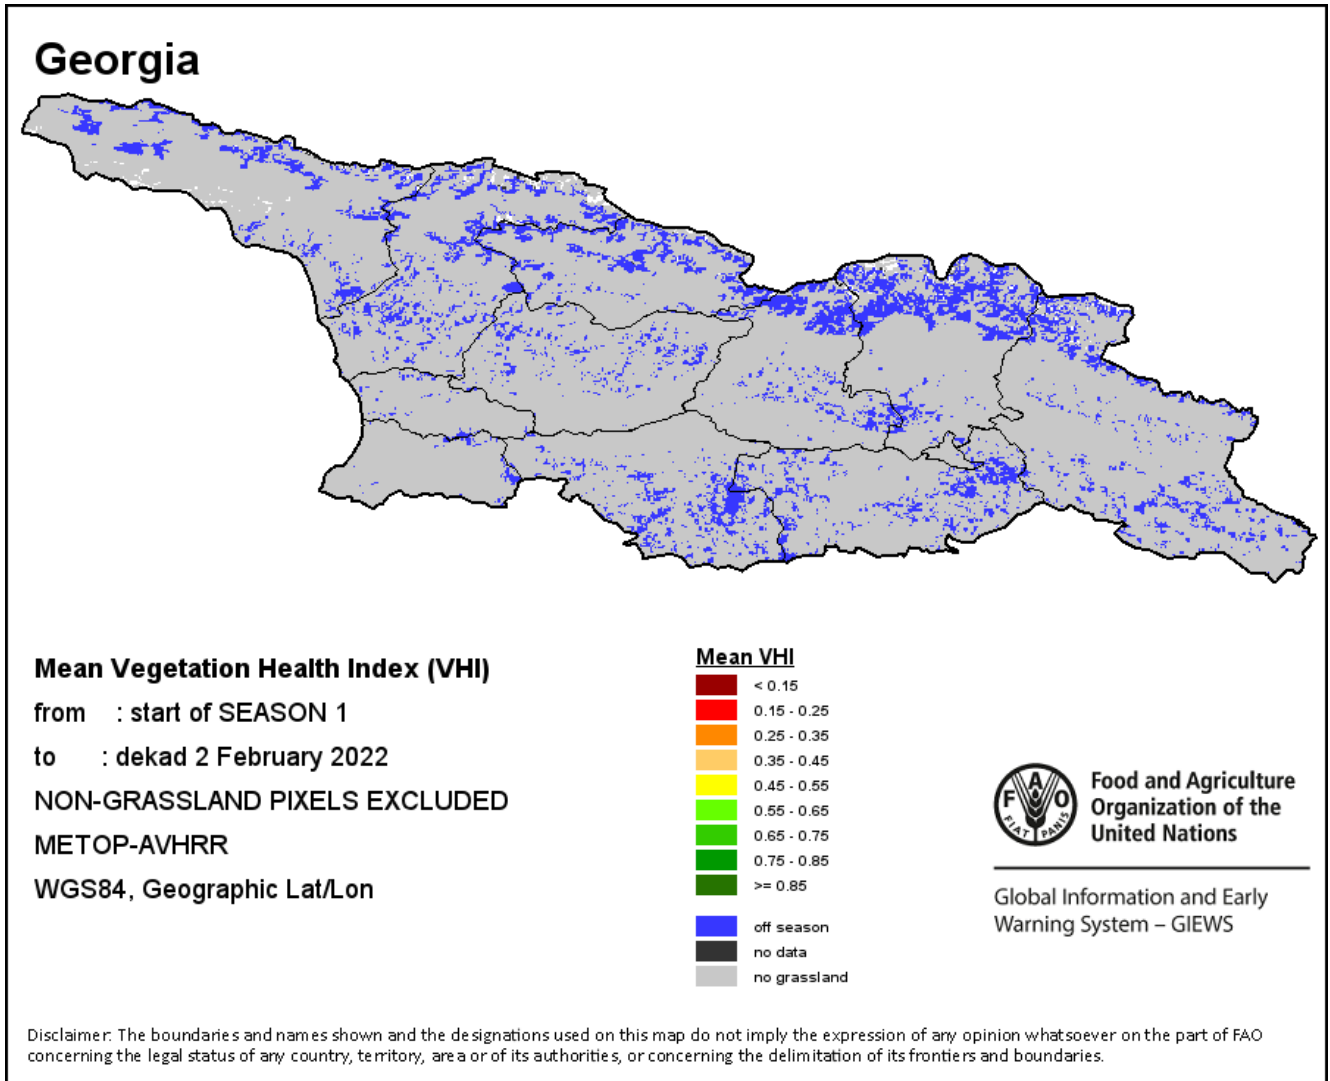 Georgia
Mean Vegetation Health Index (VHI)
from : start of SEASON 1
to : dekad 2 February 2022
NON-GRASSLAND PIXELS EXCLUDED
METOP-AVHRR
WGS84, Geographic Lat/Lon
Mean VHI
< 0.15
0.15 - 0.25
0.25 - 0.35
0.35 - 0.45
0.45 - 0.55
0.55 - 0.65
0.65 - 0.75
0.75 - 0.85
>= 0.85
off season
no data
no grassland
F A O
FIAT PANIS
Food and Agriculture
Organization of the
United Nations
Global Information and Early
Warning System – GIEWS
Disclaimer: The boundaries and names shown and the designations used on this map do not imply the expression of any opinion whatsoever on the part of FAO
concerning the legal status of any country, territory, area or of its authorities, or concerning the delimitation of its frontiers and boundaries.